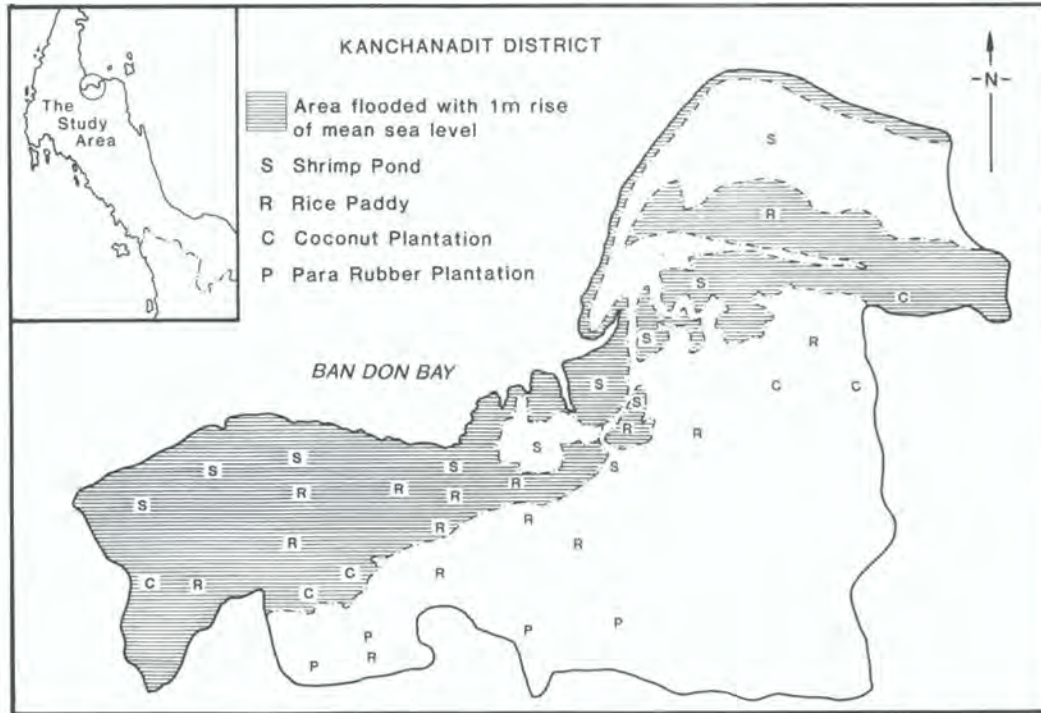 The
Study
Area
KANCHANADIT DISTRICT
-N-
Area flooded with 1m rise
of mean sea level
S Shrimp Pond
R Rice Paddy
C Coconut Plantation
P Para Rubber Plantation
BAN DON BAY
S
R
S C
S R
S C C
S
R R
S
S S S S
R
S R R R
R R
R R
C R C R
C
P P P
P R